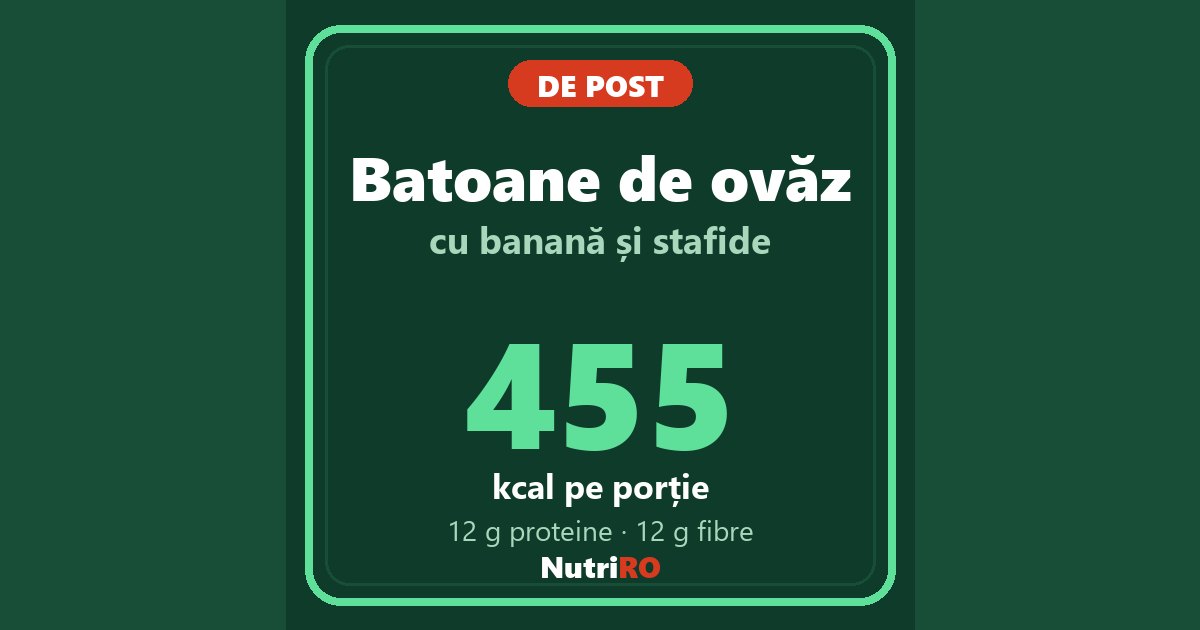 DE POST
Batoane de ovăz
cu banană și stafide
455
kcal pe porție
12 g proteine · 12 g fibre
NutriRO